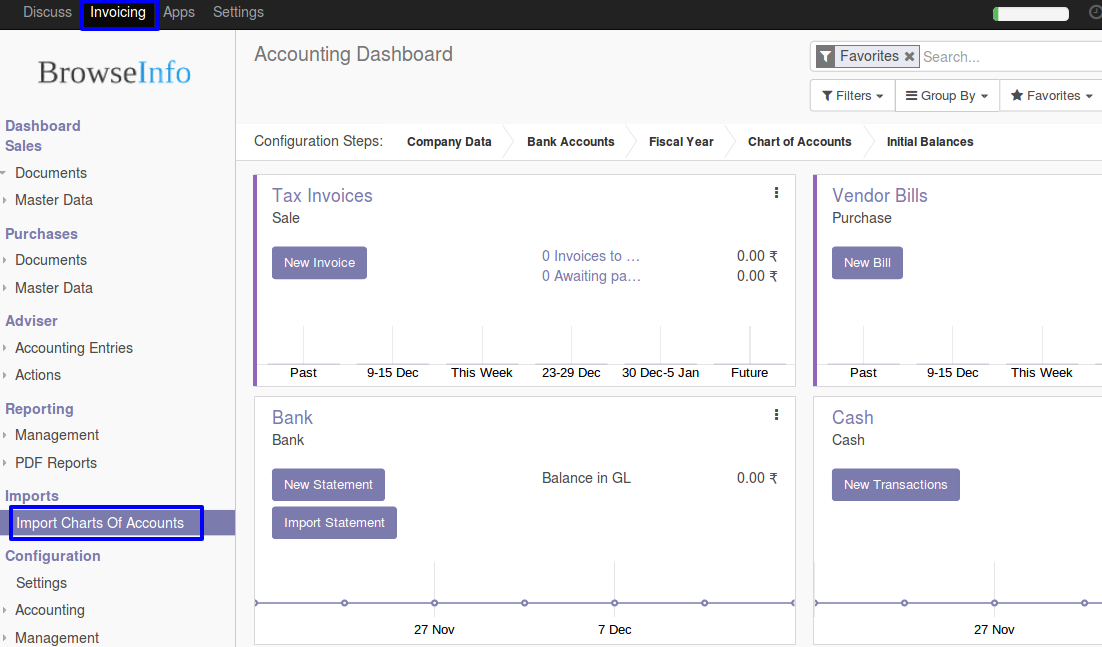 Discuss Invoicing Apps Settings
BrowseInfo
Dashboard
Sales
Documents
Master Data
Purchases
Documents
Master Data
Adviser
Accounting Entries
Actions
Reporting
Management
PDF Reports
Imports
Import Charts Of Accounts
Configuration
Settings
Accounting
Management
Accounting Dashboard
Favorites Search...
Filters Group By Favorites
Configuration Steps: Company Data Bank Accounts Fiscal Year Chart of Accounts Initial Balances
Tax Invoices
Sale
New Invoice
0 Invoices to … 0.00 ₹
0 Awaiting pa… 0.00 ₹
Past 9-15 Dec This Week 23-29 Dec 30 Dec-5 Jan Future
Vendor Bills
Purchase
New Bill
Past 9-15 Dec This Week
Bank
Bank
New Statement
Import Statement
Balance in GL 0.00 ₹
27 Nov 7 Dec
Cash
Cash
New Transactions
27 Nov